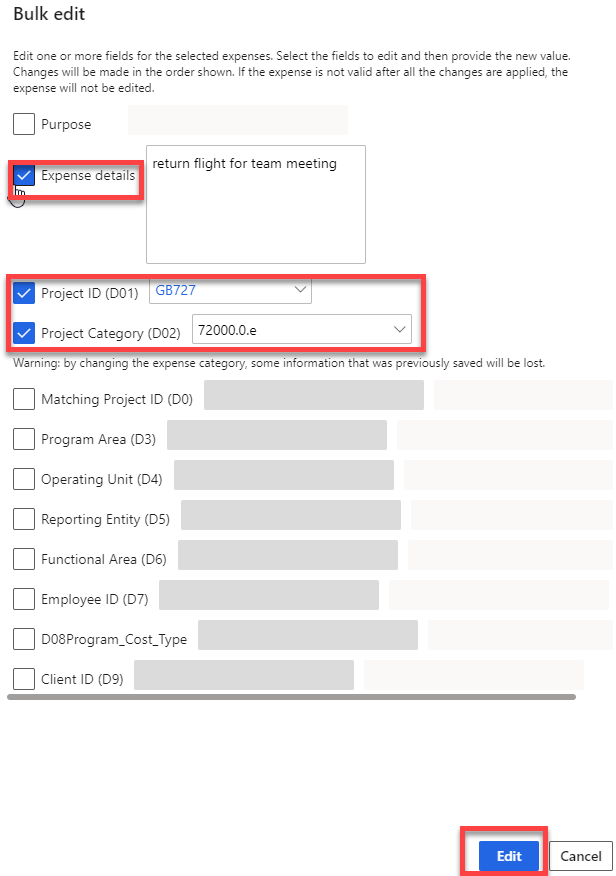 Bulk edit
Edit one or more fields for the selected expenses. Select the fields to edit and then provide the new value.
Changes will be made in the order shown. If the expense is not valid after all the changes are applied, the
expense will not be edited.
Purpose
Expense details
return flight for team meeting
Project ID (D01)
GB727
Project Category (D02)
72000.0.e
Warning: by changing the expense category, some information that was previously saved will be lost.
Matching Project ID (D0)
Program Area (D3)
Operating Unit (D4)
Reporting Entity (D5)
Functional Area (D6)
Employee ID (D7)
D08Program_Cost_Type
Client ID (D9)
Edit
Cancel